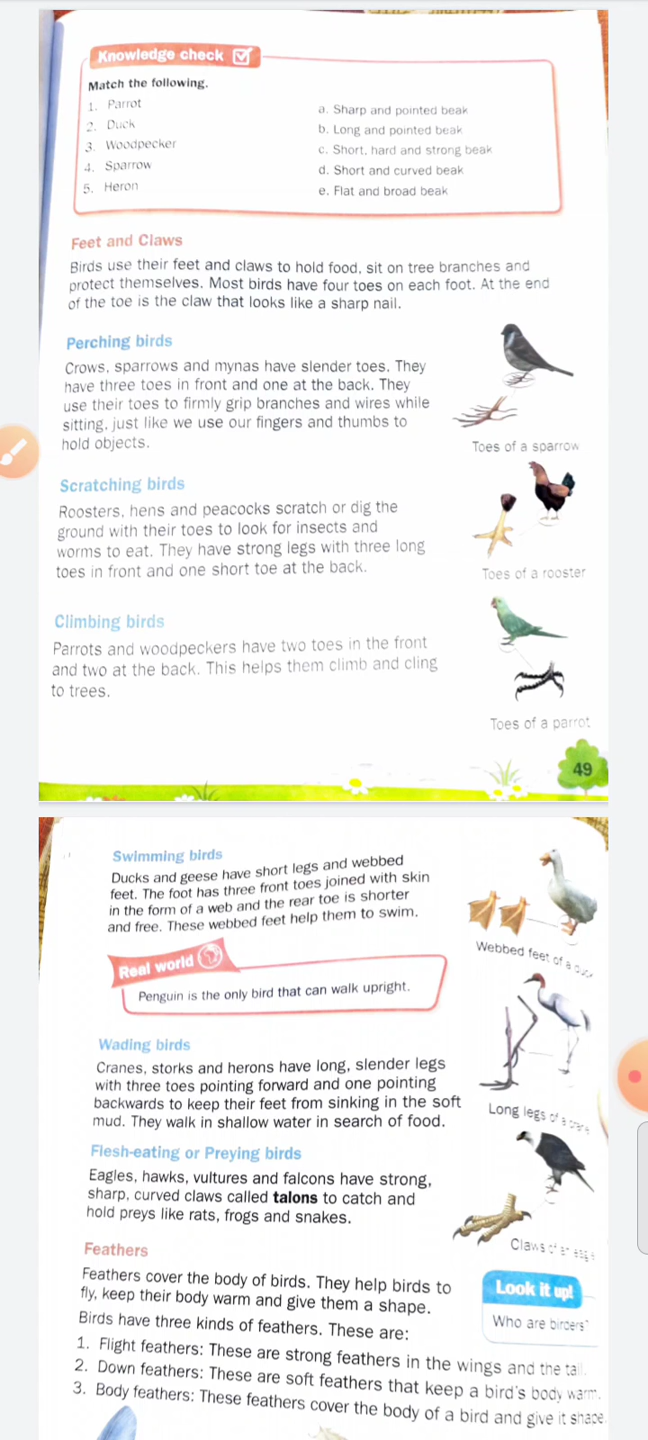 Knowledge check
Match the following.
1. Parrot
2. Duck
3. Woodpecker
4. Sparrow
5. Heron
a. Sharp and pointed beak
b. Long and pointed beak
c. Short, hard and strong beak
d. Short and curved beak
e. Flat and broad beak
Feet and Claws
Birds use their feet and claws to hold food, sit on tree branches and
protect themselves. Most birds have four toes on each foot. At the end
of the toe is the claw that looks like a sharp nail.
Perching birds
Crows, sparrows and mynas have slender toes. They
have three toes in front and one at the back. They
use their toes to firmly grip branches and wires while
sitting, just like we use our fingers and thumbs to
hold objects.
Toes of a sparrow
Scratching birds
Roosters, hens and peacocks scratch or dig the
ground with their toes to look for insects and
worms to eat. They have strong legs with three long
toes in front and one short toe at the back.
Toes of a rooster
Climbing birds
Parrots and woodpeckers have two toes in the front
and two at the back. This helps them climb and cling
to trees.
Toes of a parrot
49
Swimming birds
Ducks and geese have short legs and webbed
feet. The foot has three front toes joined with skin
in the form of a web and the rear toe is shorter
and free. These webbed feet help them to swim.
Webbed feet of a duck
Real world
Penguin is the only bird that can walk upright.
Wading birds
Cranes, storks and herons have long, slender legs
with three toes pointing forward and one pointing
backwards to keep their feet from sinking in the soft
mud. They walk in shallow water in search of food.
Long legs of a crane
Flesh-eating or Preying birds
Eagles, hawks, vultures and falcons have strong,
sharp, curved claws called talons to catch and
hold preys like rats, frogs and snakes.
Claws of an eagle
Feathers
Feathers cover the body of birds. They help birds to
fly, keep their body warm and give them a shape.
Look it up!
Who are birders?
Birds have three kinds of feathers. These are:
1. Flight feathers: These are strong feathers in the wings and the tail.
2. Down feathers: These are soft feathers that keep a bird's body warm.
3. Body feathers: These feathers cover the body of a bird and give it shape.